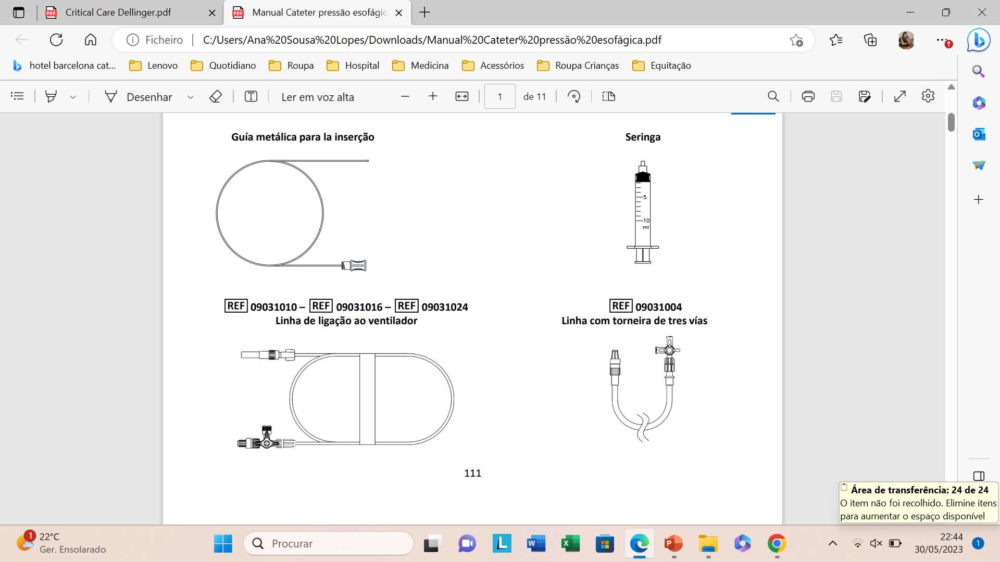 Critical Care Dellinger.pdf
Manual Cateter pressão esofágic
Ficheiro
C:/Users/Ana%20Sousa%20Lopes/Downloads/Manual%20Cateter%20pressão%20esofágica.pdf
hotel barcelona cat...
Lenovo
Quotidiano
Roupa
Hospital
Medicina
Acessórios
Roupa Crianças
Equitação
Desenhar
Ler em voz alta
1
de 11
Guía metálica para la inserção
Seringa
5
10
ml
REF 09031010 – REF 09031016 – REF 09031024
Linha de ligação ao ventilador
REF 09031004
Linha com torneira de tres vías
111
Área de transferência: 24 de 24
O item não foi recolhido. Elimine itens
para aumentar o espaço disponível
1
22°C
Ger. Ensolarado
Procurar
22:44
30/05/2023
1